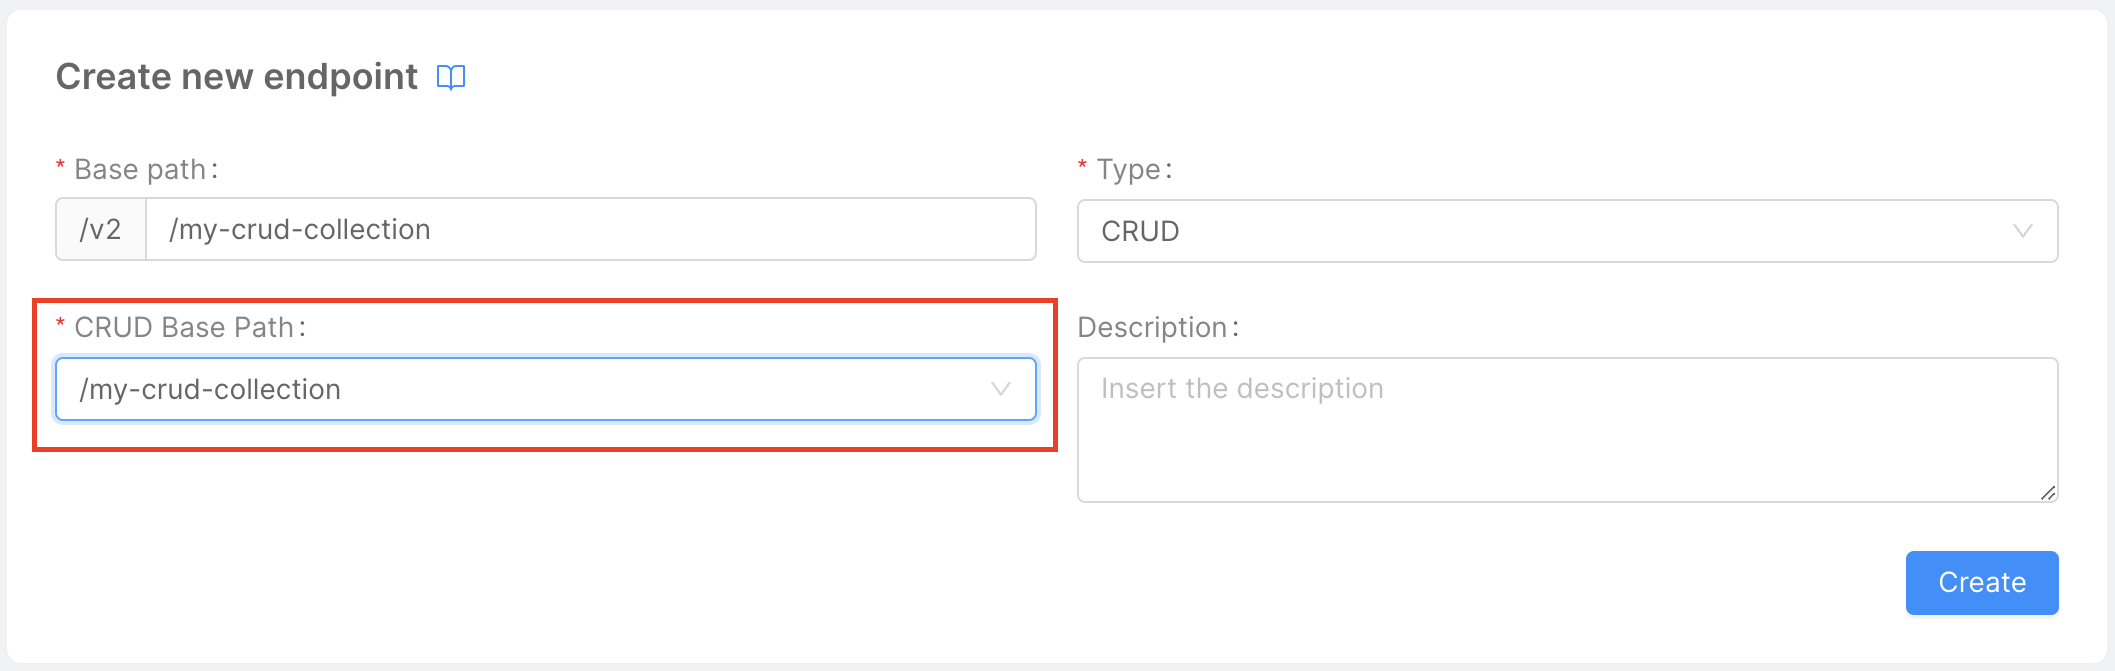 Create new endpoint
* Base path:
/v2 /my-crud-collection
* Type:
CRUD
* CRUD Base Path:
/my-crud-collection
Description:
Insert the description
Create